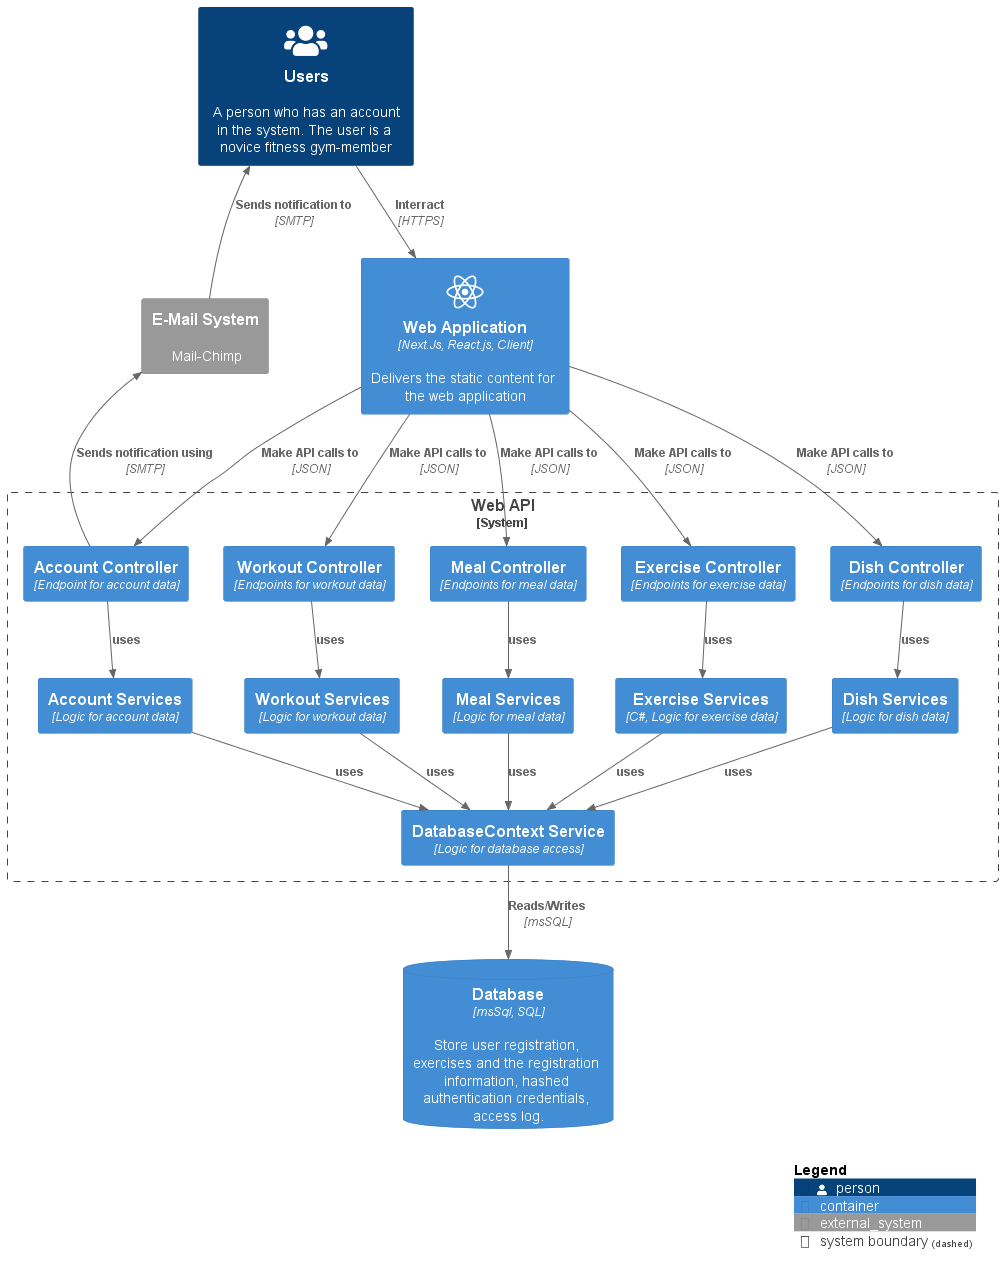 Users
A person who has an account
in the system. The user is a
novice fitness gym-member
Sends notification to
[SMTP]
Interract
[HTTPS]
E-Mail System
Mail-Chimp
Web Application
[Next.Js, React.js, Client]
Delivers the static content for
the web application
Sends notification using
[SMTP]
Make API calls to
[JSON]
Make API calls to
[JSON]
Make API calls to
[JSON]
Make API calls to
[JSON]
Make API calls to
[JSON]
Web API
[System]
Account Controller
[Endpoint for account data]
Workout Controller
[Endpoints for workout data]
Meal Controller
[Endpoints for meal data]
Exercise Controller
[Endpoints for exercise data]
Dish Controller
[Endpoints for dish data]
uses
uses
uses
uses
uses
Account Services
[Logic for account data]
Workout Services
[Logic for workout data]
Meal Services
[Logic for meal data]
Exercise Services
[C#, Logic for exercise data]
Dish Services
[Logic for dish data]
uses
uses
uses
uses
uses
DatabaseContext Service
[Logic for database access]
Reads/Writes
[msSQL]
Database
[msSql, SQL]
Store user registration,
exercises and the registration
information, hashed
authentication credentials,
access log.
Legend
person
container
external_system
system boundary (dashed)